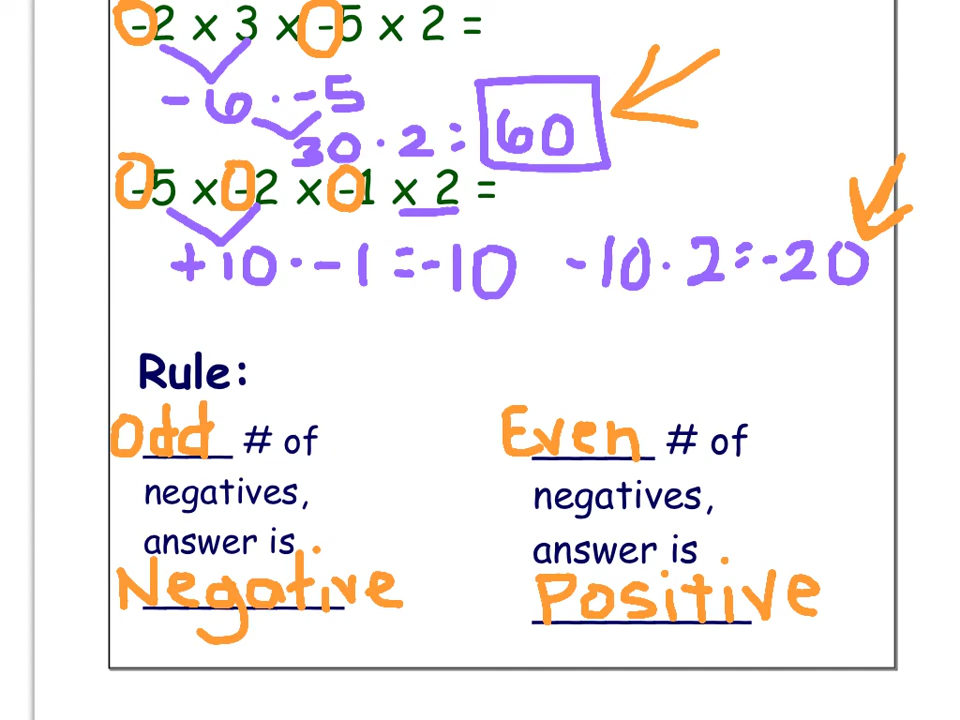 -2 x 3 x -5 x 2 =
- 6 · -5
30 · 2 = 60
-5 x -2 x -1 x 2 =
+10 · -1 = -10 -10 · 2 = -20
Rule:
Odd # of
negatives,
answer is
Negative
Even # of
negatives,
answer is
Positive